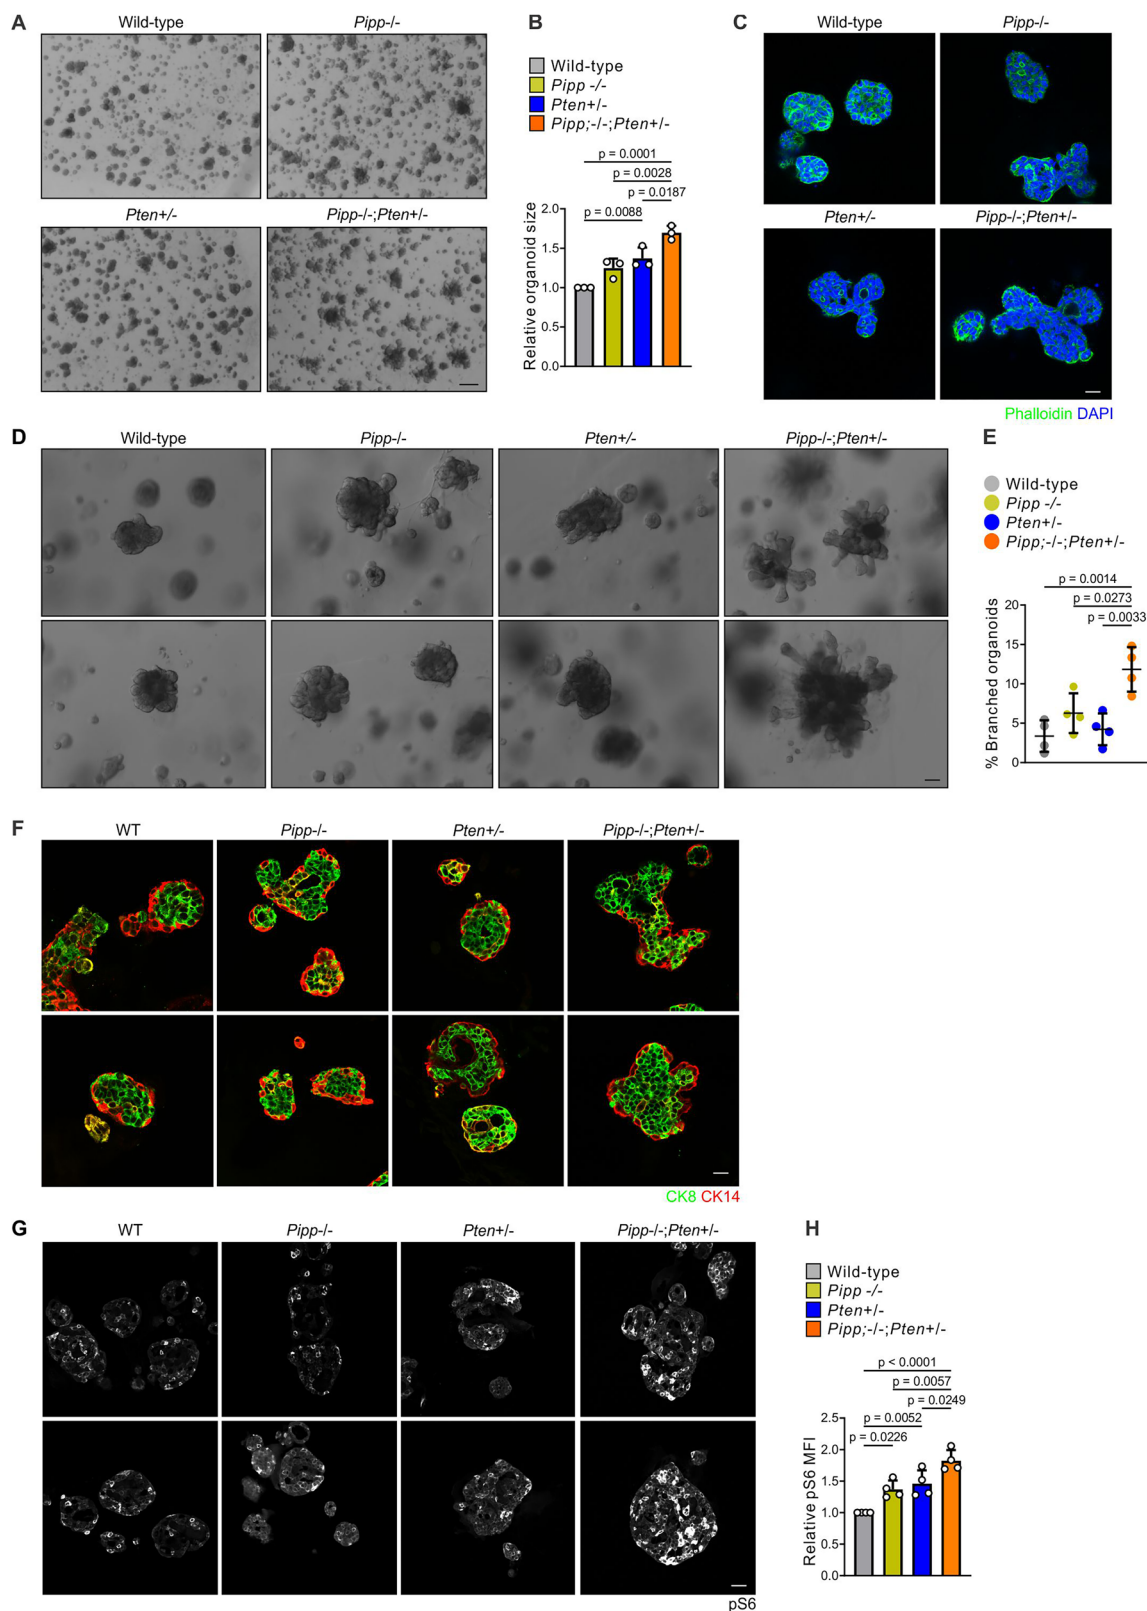 A
Wild-type
Pipp-/-
Pten+/-
Pipp-/-;Pten+/-
B
Wild-type
Pipp -/-
Pten+/-
Pipp;-/-;Pten+/-
p = 0.0001
p = 0.0028
p = 0.0187
p = 0.0088
Relative organoid size
2.0
1.5
1.0
0.5
0.0
C
Wild-type
Pipp-/-
Pten+/-
Pipp-/-;Pten+/-
Phalloidin DAPI
D
Wild-type
Pipp-/-
Pten+/-
Pipp-/-;Pten+/-
E
Wild-type
Pipp -/-
Pten+/-
Pipp;-/-;Pten+/-
p = 0.0014
p = 0.0273
p = 0.0033
% Branched organoids
20
15
10
5
0
F
WT
Pipp-/-
Pten+/-
Pipp-/-;Pten+/-
CK8 CK14
G
WT
Pipp-/-
Pten+/-
Pipp-/-;Pten+/-
pS6
H
Wild-type
Pipp -/-
Pten+/-
Pipp;-/-;Pten+/-
p < 0.0001
p = 0.0057
p = 0.0249
p = 0.0052
p = 0.0226
Relative pS6 MFI
2.5
2.0
1.5
1.0
0.5
0.0